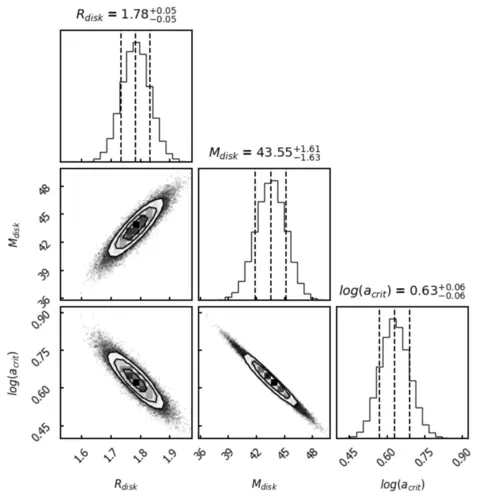 R_disk = 1.78^{+0.05}_{-0.05}
M_disk = 43.55^{+1.61}_{-1.63}
M_disk
48
45
42
39
36
log(a_crit) = 0.63^{+0.06}_{-0.06}
log(a_crit)
0.90
0.75
0.60
0.45
1.6 1.7 1.8 1.9
36 39 42 45 48
0.45 0.60 0.75 0.90
R_disk
M_disk
log(a_crit)